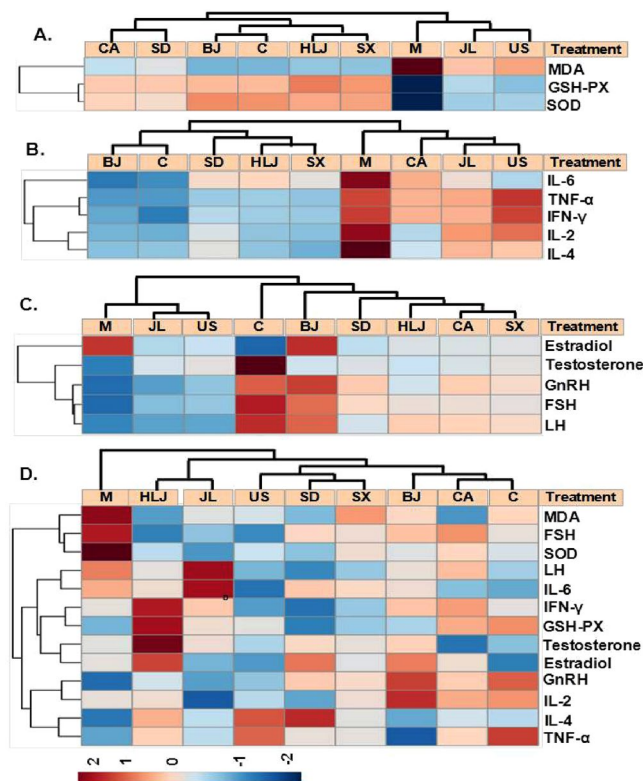 A.
CA SD BJ C HLJ SX M JL US Treatment
MDA
GSH-PX
SOD
B.
BJ C SD HLJ SX M CA JL US Treatment
IL-6
TNF-α
IFN-γ
IL-2
IL-4
C.
M JL US C BJ SD HLJ CA SX Treatment
Estradiol
Testosterone
GnRH
FSH
LH
D.
M HLJ JL US SD SX BJ CA C Treatment
MDA
FSH
SOD
LH
IL-6
IFN-γ
GSH-PX
Testosterone
Estradiol
GnRH
IL-2
IL-4
TNF-α
2 1 0 -1 -2